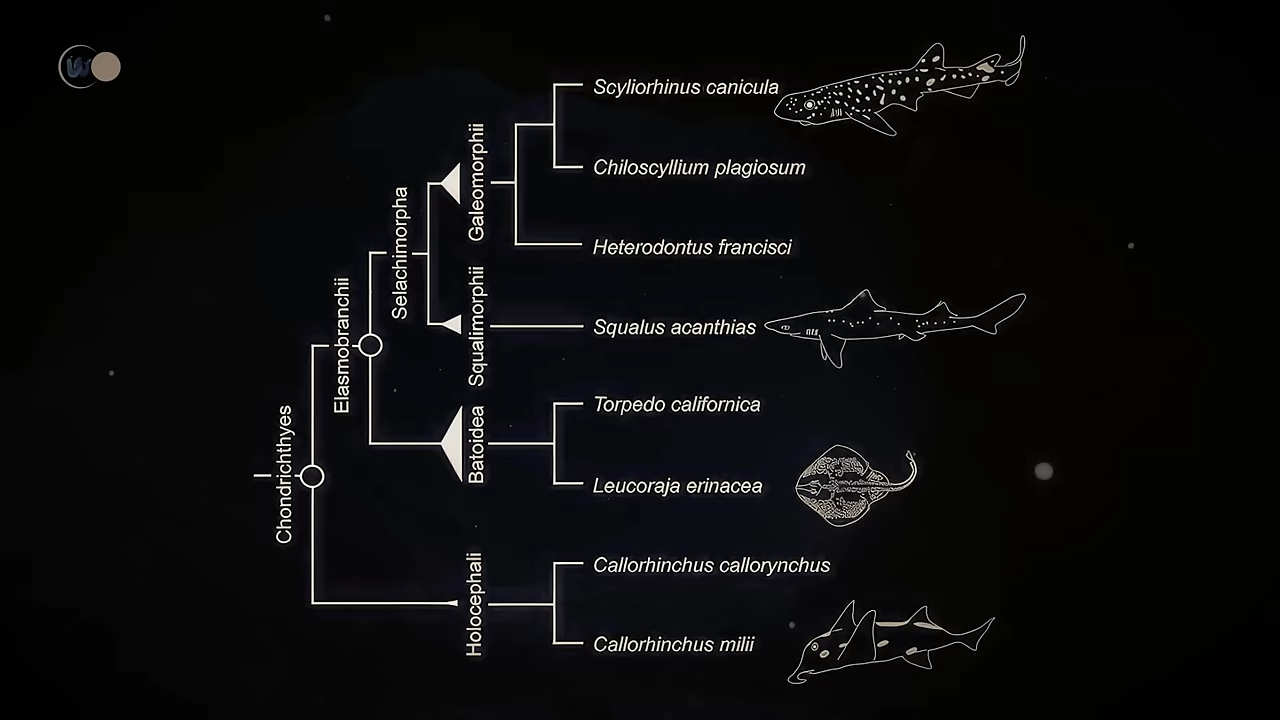 W
Scyliorhinus canicula
Chiloscyllium plagiosum
Heterodontus francisci
Squalus acanthias
Torpedo californica
Leucoraja erinacea
Callorhinchus callorynchus
Callorhinchus milii
Chondrichthyes
Elasmobranchii
Selachimorpha
Galeomorphii
Squalimorphii
Batoidea
Holocephali